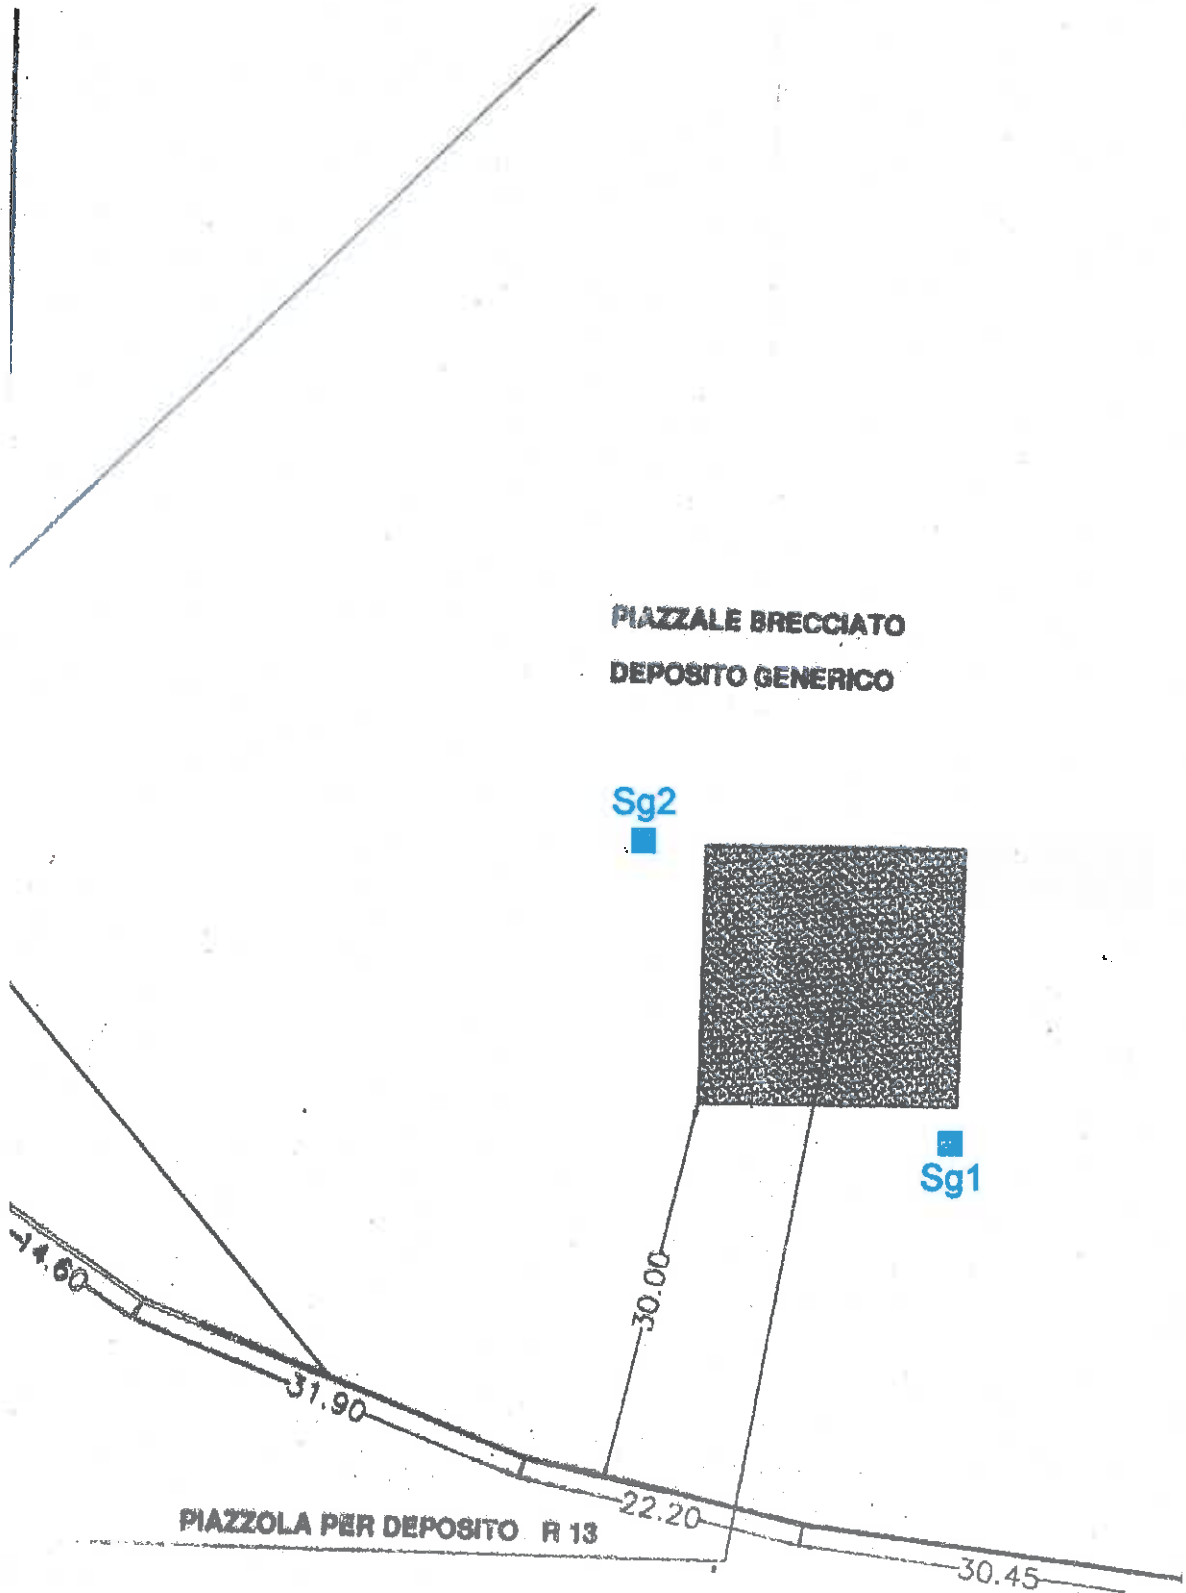 PIAZZALE BRECCIATO
DEPOSITO GENERICO
Sg2
Sg1
14.60
30.00
31.90
22.20
PIAZZOLA PER DEPOSITO R 13
30.45